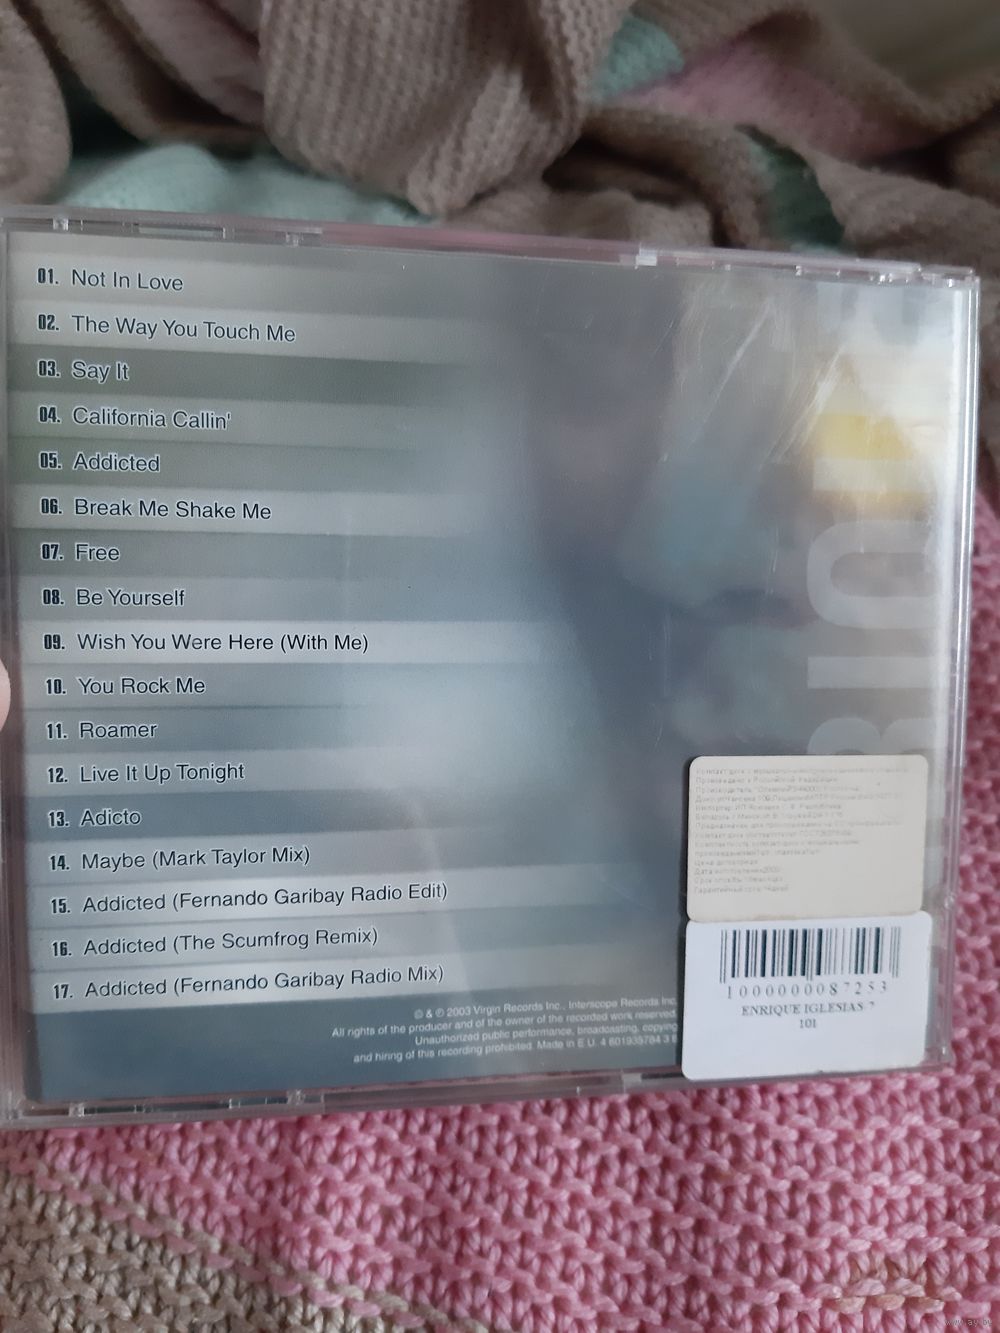 01. Not In Love
02. The Way You Touch Me
03. Say It
04. California Callin'
05. Addicted
06. Break Me Shake Me
07. Free
08. Be Yourself
09. Wish You Were Here (With Me)
10. You Rock Me
11. Roamer
12. Live It Up Tonight
13. Adicto
14. Maybe (Mark Taylor Mix)
15. Addicted (Fernando Garibay Radio Edit)
16. Addicted (The Scumfrog Remix)
17. Addicted (Fernando Garibay Radio Mix)
© & ℗ 2003 Virgin Records Inc., Interscope Records Inc.
All rights of the producer and of the owner of the recorded work reserved.
Unauthorized public performance, broadcasting, copying
and hiring of this recording prohibited. Made in E.U.
Произведено в Российской Федерации
1000000087253
ENRIQUE IGLESIAS 7
101